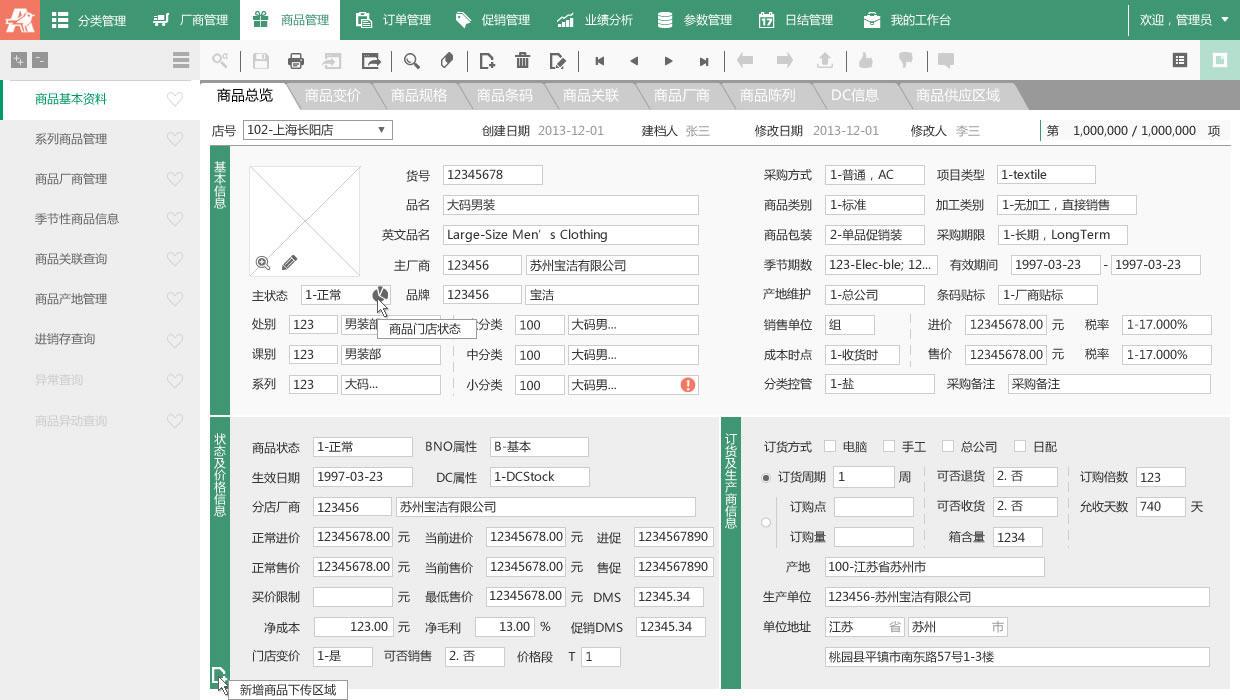 分类管理 厂商管理 商品管理 订单管理 促销管理 业绩分析 参数管理 17 日结管理 我的工作台 欢迎，管理员
商品基本资料
系列商品管理
商品厂商管理
季节性商品信息
商品关联查询
商品产地管理
进销存查询
异常查询
商品异动查询
商品总览 商品变价 商品规格 商品条码 商品关联 商品厂商 商品陈列 DC信息 商品供应区域
店号 102-上海长阳店 创建日期 2013-12-01 建档人 张三 修改日期 2013-12-01 修改人 李三 第 1,000,000 / 1,000,000 项
基本信息
货号 12345678
品名 大码男装
英文品名 Large-Size Men's Clothing
主厂商 123456 苏州宝洁有限公司
主状态 1-正常 品牌 123456 宝洁
商品门店状态
处别 123 男装部 分类 100 大码男...
课别 123 男装部 中分类 100 大码男...
系列 123 大码... 小分类 100 大码男...
采购方式 1-普通，AC 项目类型 1-textile
商品类别 1-标准 加工类别 1-无加工，直接销售
商品包装 2-单品促销装 采购期限 1-长期，LongTerm
季节期数 123-Elec-ble; 12... 有效期间 1997-03-23 - 1997-03-23
产地维护 1-总公司 条码贴标 1-厂商贴标
销售单位 组 进价 12345678.00 元 税率 1-17.000%
成本时点 1-收货时 售价 12345678.00 元 税率 1-17.000%
分类控管 1-盐 采购备注 采购备注
状态及价格信息
商品状态 1-正常 BNO属性 B-基本
生效日期 1997-03-23 DC属性 1-DCStock
分店厂商 123456 苏州宝洁有限公司
正常进价 12345678.00 元 当前进价 12345678.00 元 进促 1234567890
正常售价 12345678.00 元 当前售价 12345678.00 元 售促 1234567890
买价限制 元 最低售价 12345678.00 元 DMS 12345.34
净成本 123.00 元 净毛利 13.00 % 促销DMS 12345.34
门店变价 1-是 可否销售 2. 否 价格段 T 1
新增商品下传区域
订货及生产商信息
订货方式 电脑 手工 总公司 日配
订货周期 1 周 可否退货 2. 否 订购倍数 123
订购点 可否收货 2. 否 允收天数 740 天
订购量 箱含量 1234
产地 100-江苏省苏州市
生产单位 123456-苏州宝洁有限公司
单位地址 江苏 省 苏州 市
桃园县平镇市南东路57号1-3楼